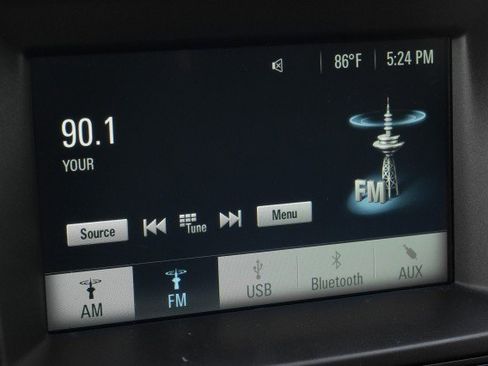 86°F 5:24 PM
90.1
YOUR
FM
Source Tune Menu
AM FM USB Bluetooth AUX